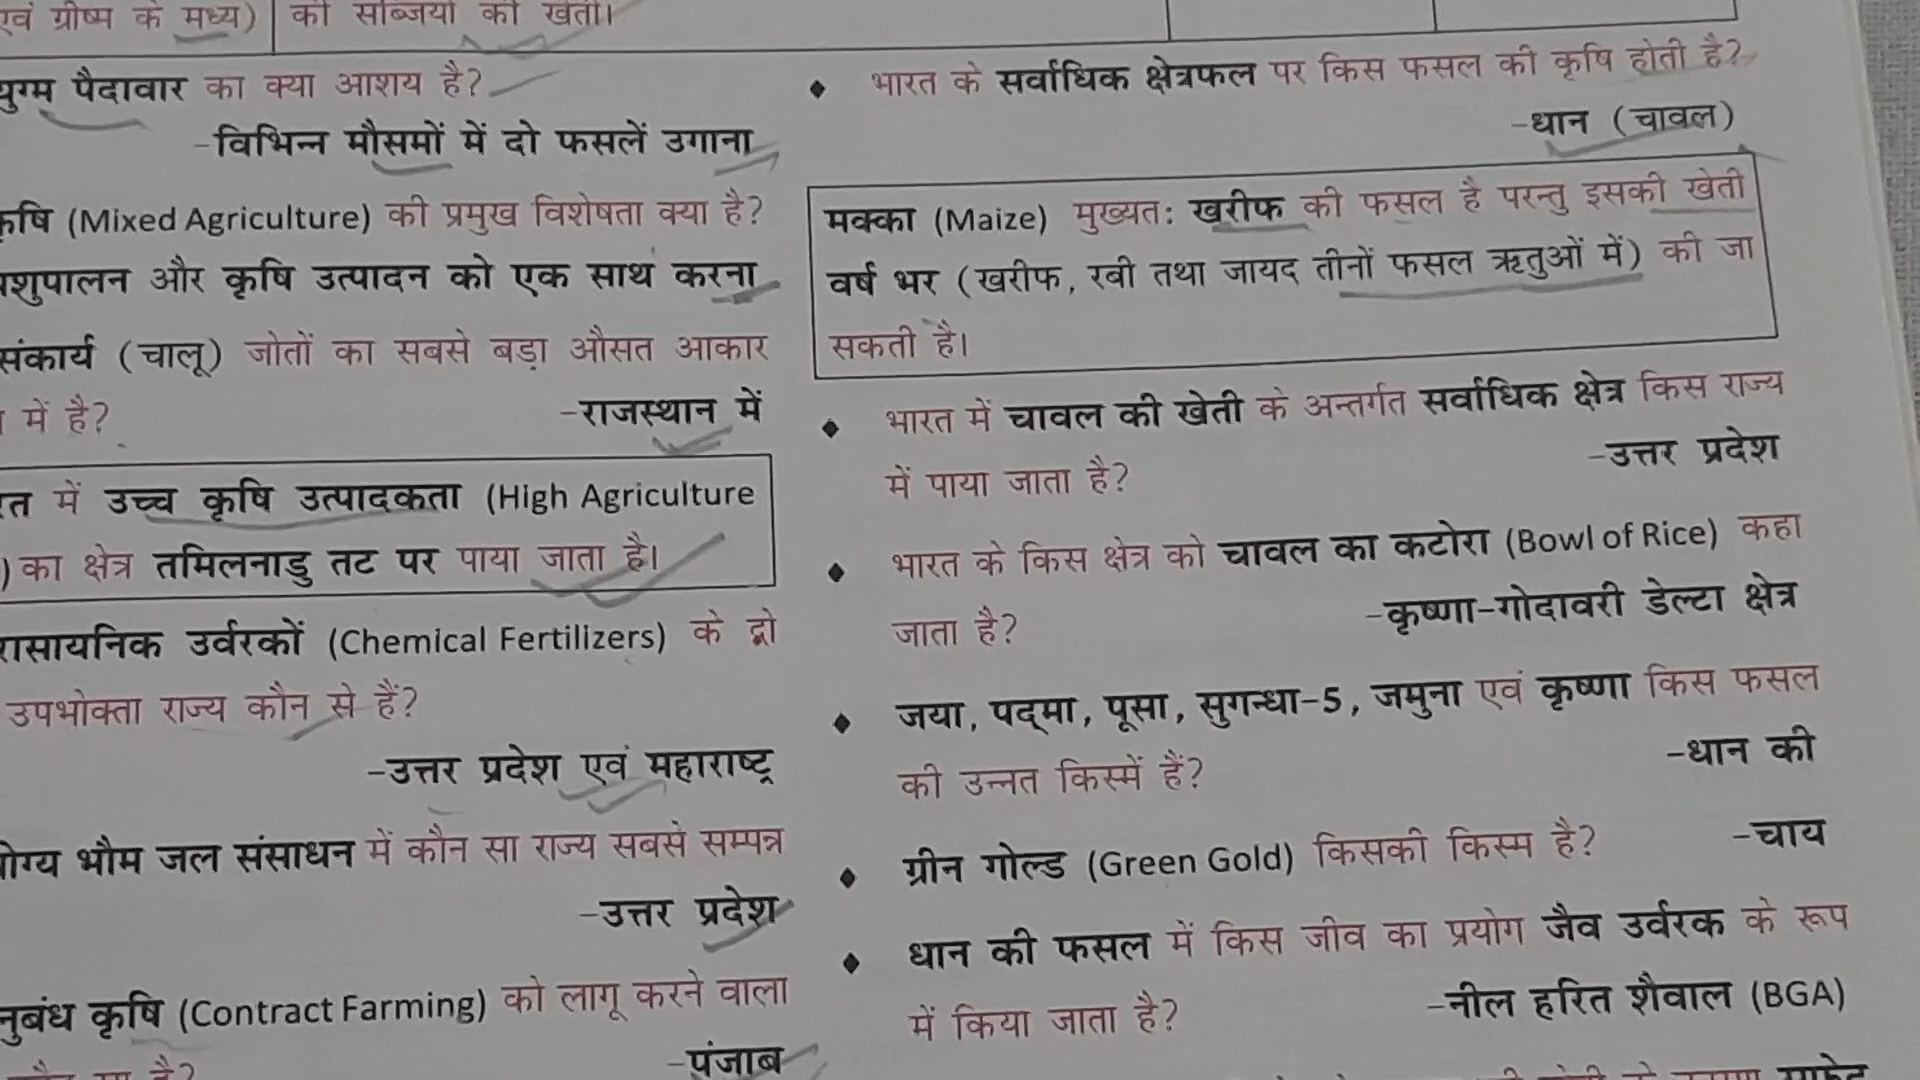 एवं ग्रीष्म के मध्य) की सब्जियों की खेती।
युग्म पैदावार का क्या आशय है?
-विभिन्न मौसमों में दो फसलें उगाना
कृषि (Mixed Agriculture) की प्रमुख विशेषता क्या है?
पशुपालन और कृषि उत्पादन को एक साथ करना
संकार्य (चालू) जोतों का सबसे बड़ा औसत आकार
में है? -राजस्थान में
रत में उच्च कृषि उत्पादकता (High Agriculture
) का क्षेत्र तमिलनाडु तट पर पाया जाता है।
रासायनिक उर्वरकों (Chemical Fertilizers) के दो
उपभोक्ता राज्य कौन से हैं?
-उत्तर प्रदेश एवं महाराष्ट्र
योग्य भौम जल संसाधन में कौन सा राज्य सबसे सम्पन्न
-उत्तर प्रदेश
नुबंध कृषि (Contract Farming) को लागू करने वाला
-पंजाब
♦ भारत के सर्वाधिक क्षेत्रफल पर किस फसल की कृषि होती है?
-धान (चावल)
मक्का (Maize) मुख्यत: खरीफ की फसल है परन्तु इसकी खेती
वर्ष भर (खरीफ, रबी तथा जायद तीनों फसल ऋतुओं में) की जा
सकती है।
♦ भारत में चावल की खेती के अन्तर्गत सर्वाधिक क्षेत्र किस राज्य
में पाया जाता है? -उत्तर प्रदेश
♦ भारत के किस क्षेत्र को चावल का कटोरा (Bowl of Rice) कहा
जाता है? -कृष्णा-गोदावरी डेल्टा क्षेत्र
♦ जया, पद्‌मा, पूसा, सुगन्धा-5, जमुना एवं कृष्णा किस फसल
की उन्नत किस्में हैं? -धान की
♦ ग्रीन गोल्ड (Green Gold) किसकी किस्म है? -चाय
♦ धान की फसल में किस जीव का प्रयोग जैव उर्वरक के रूप
में किया जाता है? -नील हरित शैवाल (BGA)